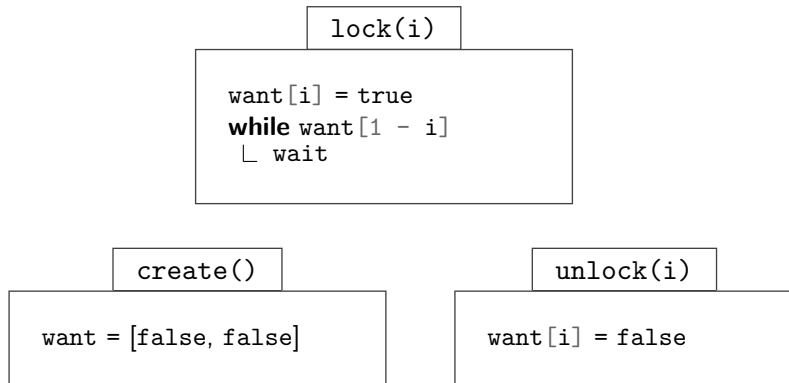 lock(i)
want[i] = true
while want[1 - i]
wait
create()
want = [false, false]
unlock(i)
want[i] = false